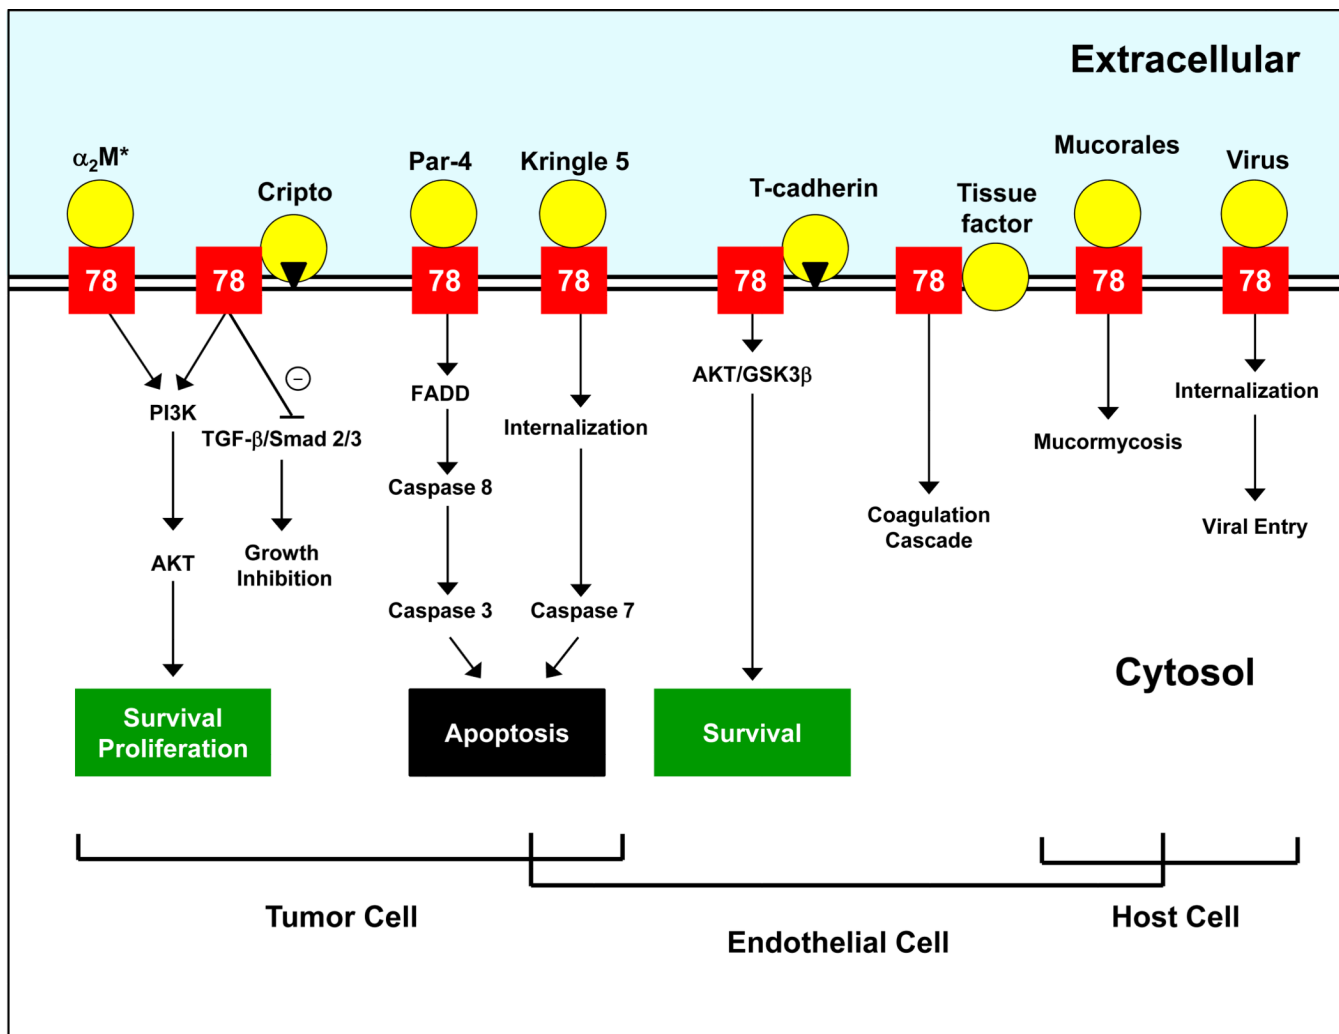 Extracellular
α₂M*
Cripto
Par-4
Kringle 5
T-cadherin
Tissue
factor
Mucorales
Virus
78
78
78
78
78
78
78
78
PI3K
−
TGF-β/Smad 2/3
FADD
Internalization
AKT/GSK3β
Mucormycosis
Internalization
AKT
Growth
Inhibition
Caspase 8
Coagulation
Cascade
Viral Entry
Caspase 3
Caspase 7
Cytosol
Survival
Proliferation
Apoptosis
Survival
Tumor Cell
Endothelial Cell
Host Cell